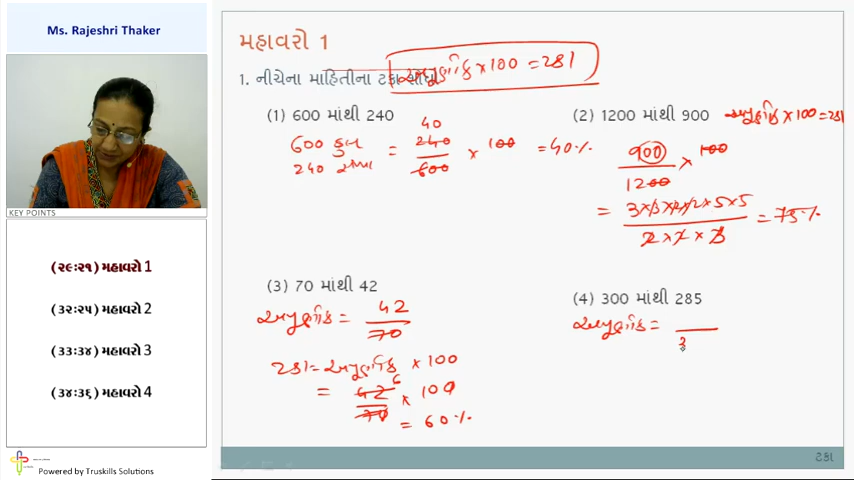 Ms. Rajeshri Thaker
KEY POINTS
(૨૯:૨૧) મહાવરો 1
(૩૨:૨૫) મહાવરો 2
(૩૩:૩૪) મહાવરો 3
(૩૪:૩૬) મહાવરો 4
Powered by Truskills Solutions
મહાવરો 1
અપૂર્ણાંક × 100 = ટકા
1. નીચેના માહિતીના ટકા શોધો
(1) 600 માંથી 240
600 કુલ
240
= 240/600 × 100 = 40%
40
(2) 1200 માંથી 900
અપૂર્ણાંક × 100 = ટકા
900/1200 × 100
= = 75%
(3) 70 માંથી 42
અપૂર્ણાંક = 42/70
ટકા = અપૂર્ણાંક × 100
= 42/70 × 100
6
= 60%
(4) 300 માંથી 285
અપૂર્ણાંક =
3
ટકા